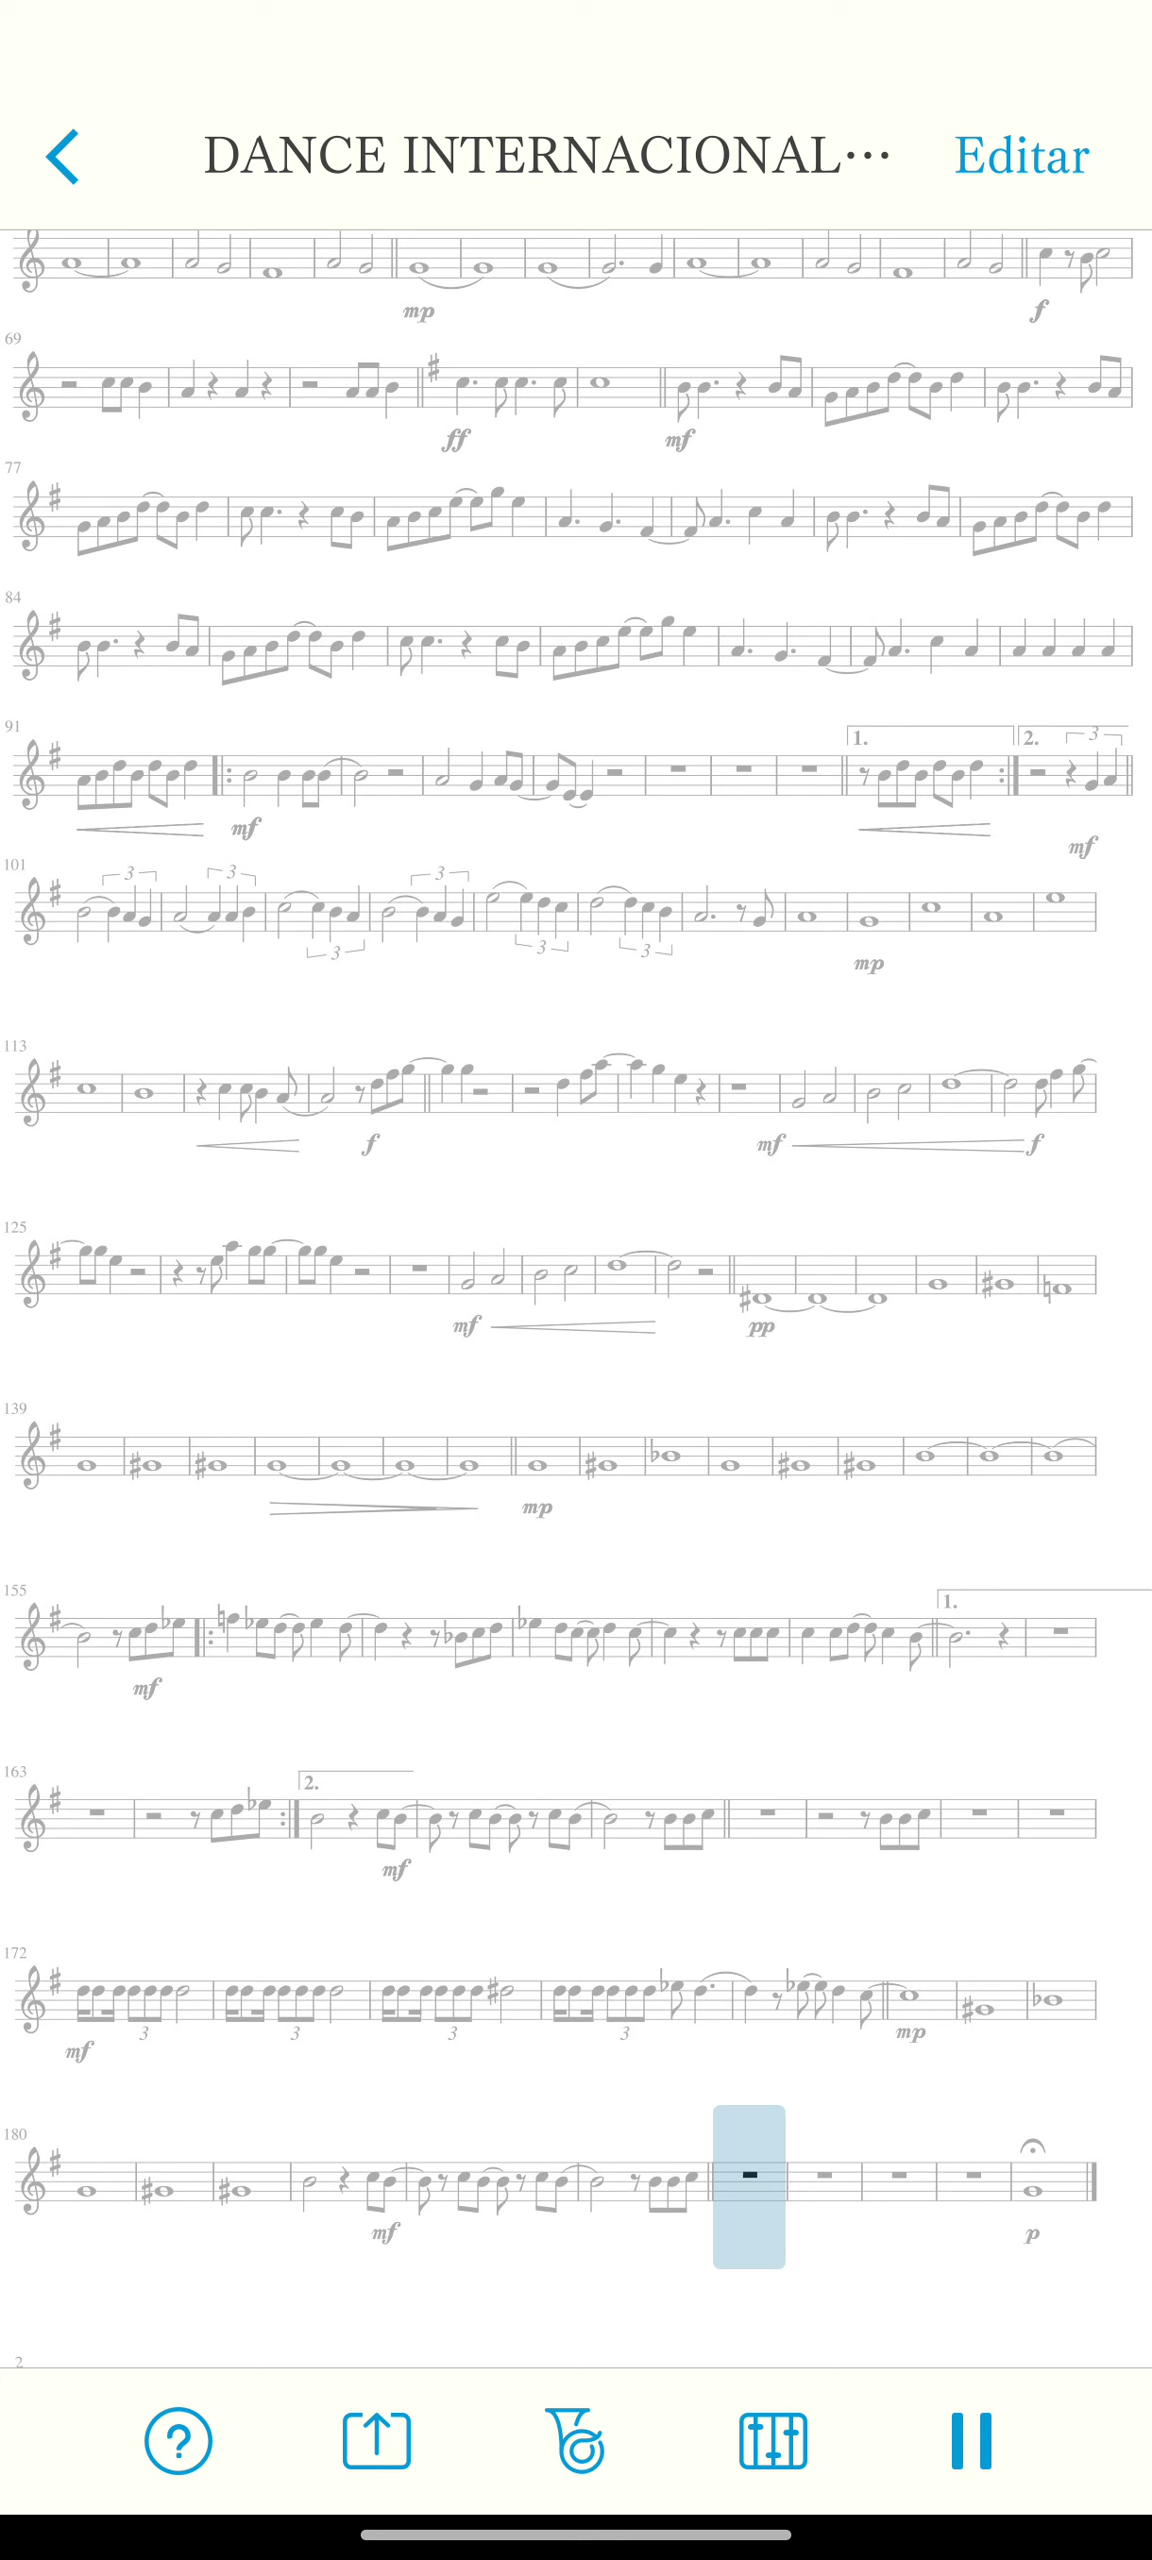 DANCE INTERNACIONAL… Editar
mp f
69
ff mf
77
84
91
1. 2. 3
mf mf
101 3 3 3
3 3 3
mp
113
f mf f
125
mf pp
139
mp
155 1.
mf
163 2.
mf
172
3 3 3 3
mf mp
180
mf p
2
?